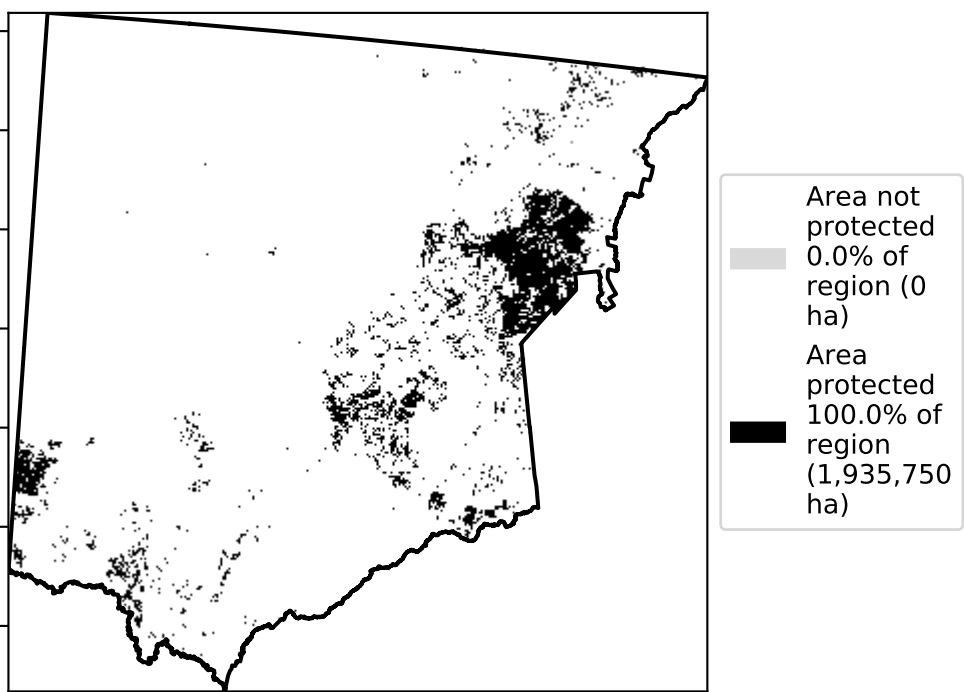 Area not
protected
0.0% of
region (0
ha)
Area
protected
100.0% of
region
(1,935,750
ha)